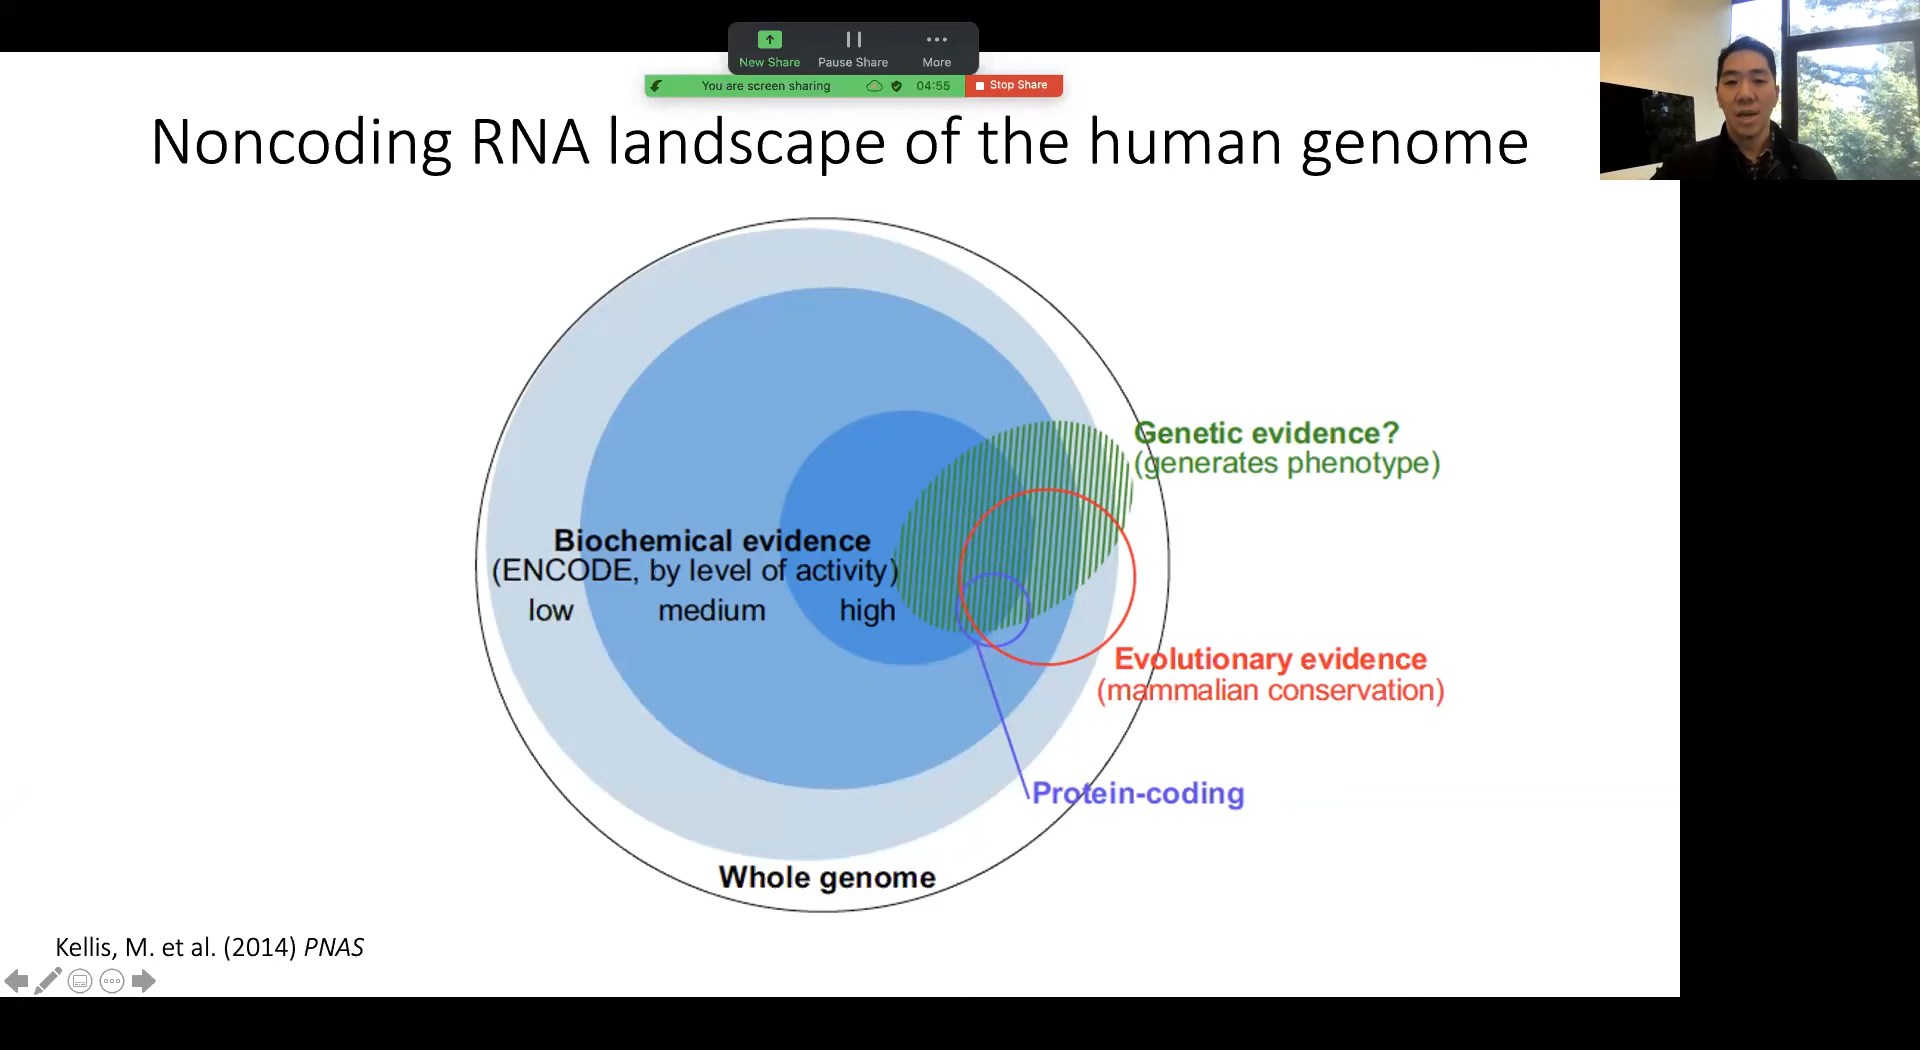 New Share
Pause Share
More
You are screen sharing
04:55
Stop Share
Noncoding RNA landscape of the human genome
Genetic evidence?
(generates phenotype)
Biochemical evidence
(ENCODE, by level of activity)
low medium high
Evolutionary evidence
(mammalian conservation)
Protein-coding
Whole genome
Kellis, M. et al. (2014) PNAS